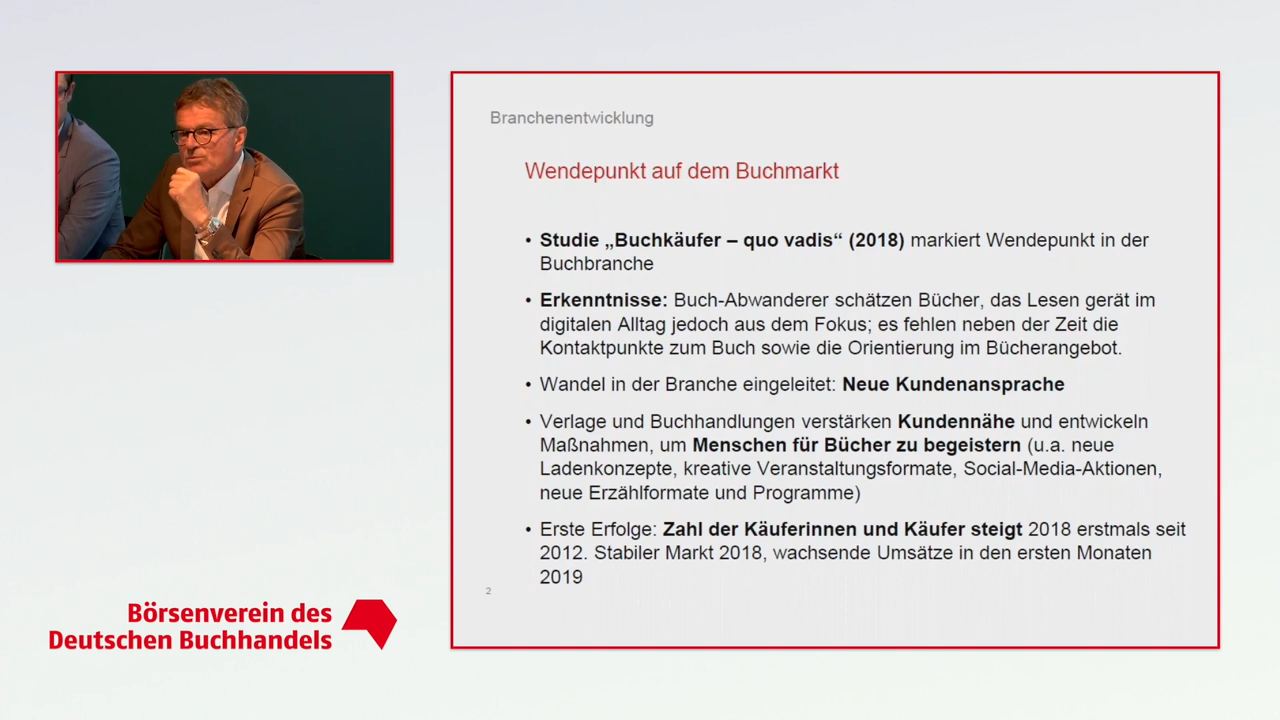 Branchenentwicklung
Wendepunkt auf dem Buchmarkt
• Studie „Buchkäufer – quo vadis“ (2018) markiert Wendepunkt in der
Buchbranche
• Erkenntnisse: Buch-Abwanderer schätzen Bücher, das Lesen gerät im
digitalen Alltag jedoch aus dem Fokus; es fehlen neben der Zeit die
Kontaktpunkte zum Buch sowie die Orientierung im Bücherangebot.
• Wandel in der Branche eingeleitet: Neue Kundenansprache
• Verlage und Buchhandlungen verstärken Kundennähe und entwickeln
Maßnahmen, um Menschen für Bücher zu begeistern (u.a. neue
Ladenkonzepte, kreative Veranstaltungsformate, Social-Media-Aktionen,
neue Erzählformate und Programme)
• Erste Erfolge: Zahl der Käuferinnen und Käufer steigt 2018 erstmals seit
2012. Stabiler Markt 2018, wachsende Umsätze in den ersten Monaten
2019
2
Börsenverein des
Deutschen Buchhandels